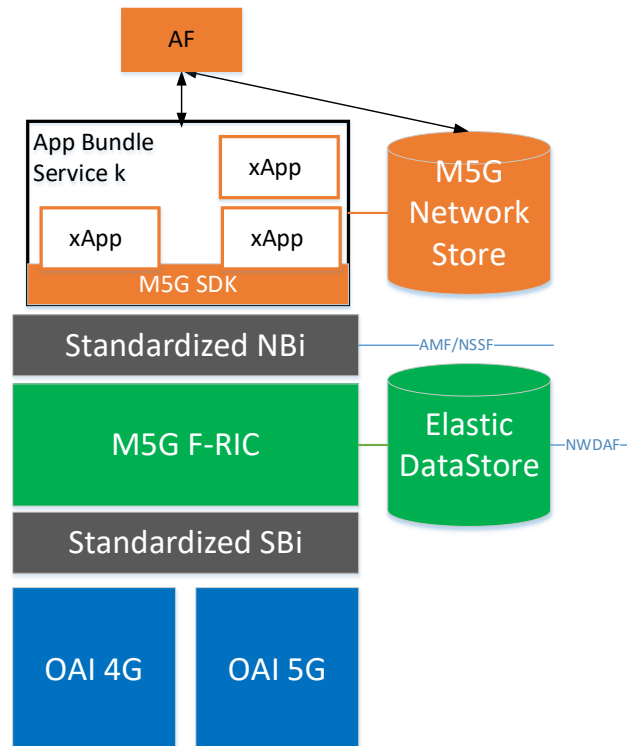 AF
App Bundle
Service k
xApp
xApp
xApp
M5G SDK
M5G
Network
Store
Standardized NBi
AMF/NSSF
M5G F-RIC
Elastic
DataStore
NWDAF
Standardized SBi
OAI 4G
OAI 5G